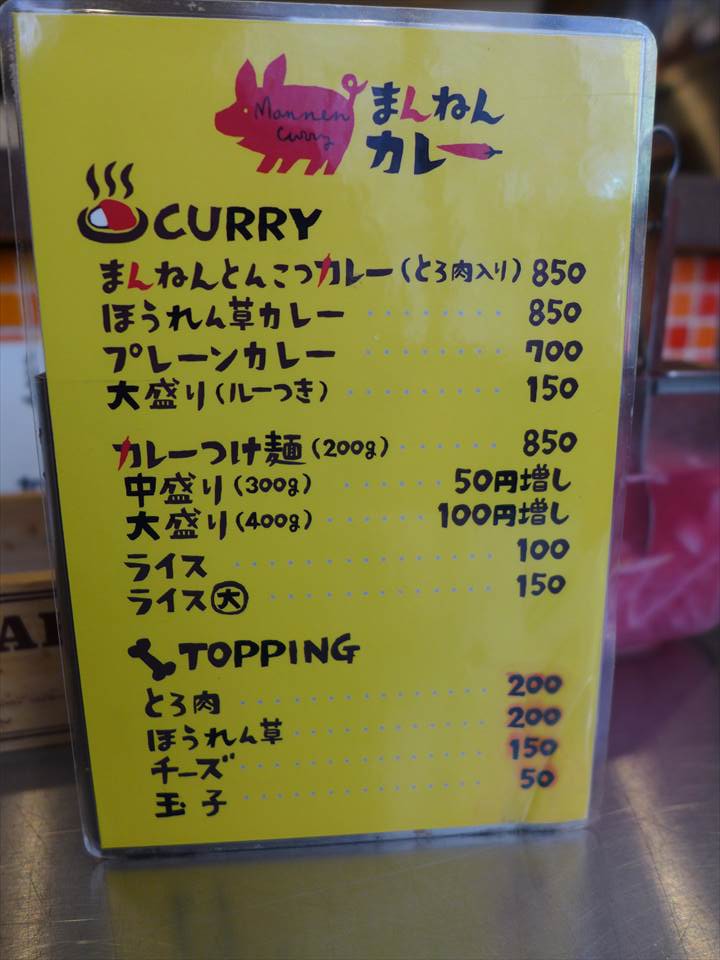 Mannen
Curry
まんねん
カレー
CURRY
まんねんとんこつカレー(とろ肉入り) 850
ほうれん草カレー ········ 850
プレーンカレー ········ 700
大盛り(ルーつき) ········ 150
カレーつけ麺(200g) ······· 850
中盛り(300g) ······· 50円増し
大盛り(400g) ······· 100円増し
ライス ·················· 100
ライス大 ················ 150
TOPPING
とろ肉 ················ 200
ほうれん草 ············· 200
チーズ ················ 150
玉子 ················· 50